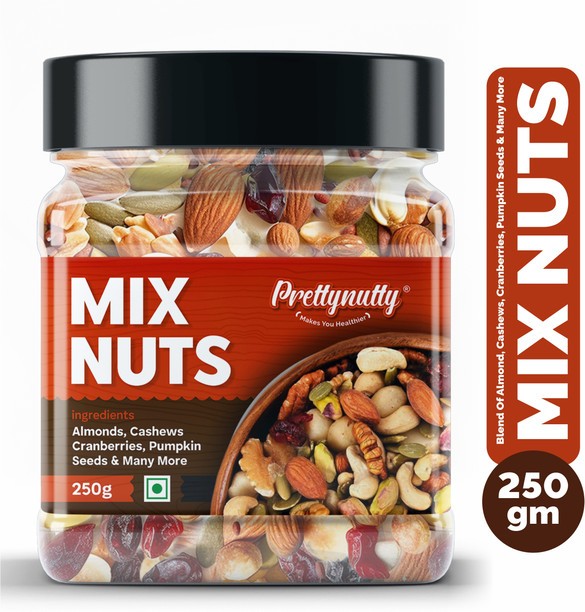 MIX
NUTS
Prettynutty®
(Makes You Healthier)
ingredients
Almonds, Cashews
Cranberries, Pumpkin
Seeds & Many More
250g
Blend Of Almond, Cashews, Cranberries, Pumpkin Seeds & Many More
MIX NUTS
250
gm